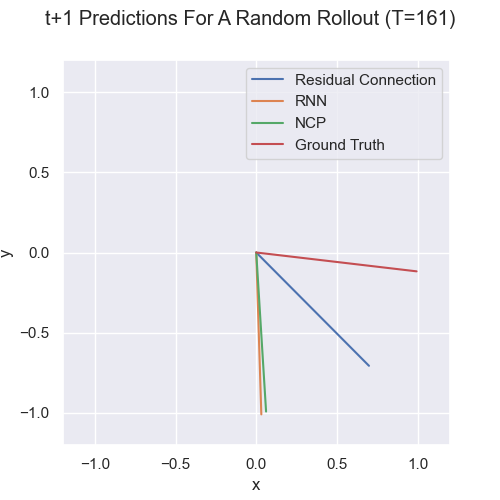 t+1 Predictions For A Random Rollout (T=161)
Residual Connection
RNN
NCP
Ground Truth
1.0
0.5
0.0
−0.5
−1.0
y
−1.0 −0.5 0.0 0.5 1.0
x